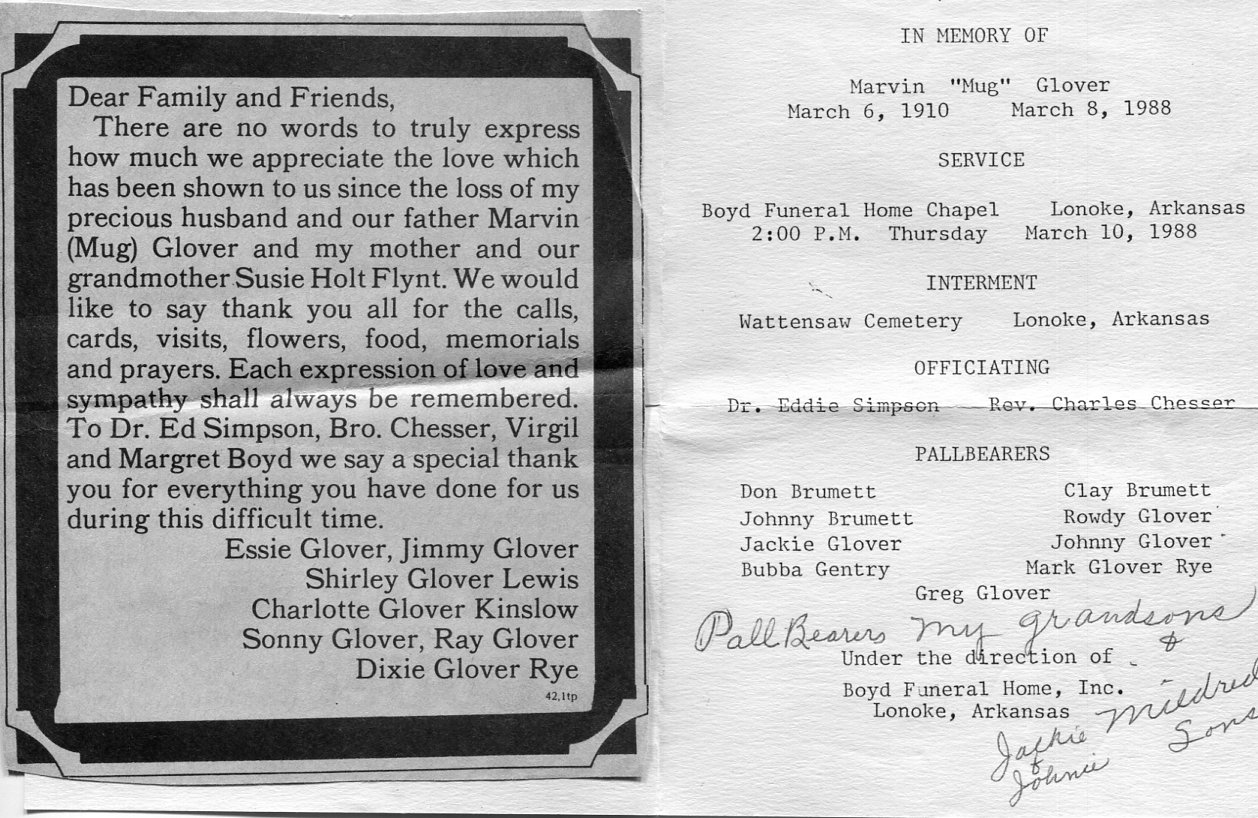 Dear Family and Friends,
There are no words to truly express
how much we appreciate the love which
has been shown to us since the loss of my
precious husband and our father Marvin
(Mug) Glover and my mother and our
grandmother Susie Holt Flynt. We would
like to say thank you all for the calls,
cards, visits, flowers, food, memorials
and prayers. Each expression of love and
sympathy shall always be remembered.
To Dr. Ed Simpson, Bro. Chesser, Virgil
and Margret Boyd we say a special thank
you for everything you have done for us
during this difficult time.
Essie Glover, Jimmy Glover
Shirley Glover Lewis
Charlotte Glover Kinslow
Sonny Glover, Ray Glover
Dixie Glover Rye
42,1tp
IN MEMORY OF
Marvin "Mug" Glover
March 6, 1910 March 8, 1988
SERVICE
Boyd Funeral Home Chapel Lonoke, Arkansas
2:00 P.M. Thursday March 10, 1988
INTERMENT
Wattensaw Cemetery Lonoke, Arkansas
OFFICIATING
Dr. Eddie Simpson Rev. Charles Chesser
PALLBEARERS
Don Brumett Clay Brumett
Johnny Brumett Rowdy Glover
Jackie Glover Johnny Glover
Bubba Gentry Mark Glover Rye
Greg Glover
Pall Bearers My grandsons
&
Under the direction of
Boyd Funeral Home, Inc.
Lonoke, Arkansas
Mildred
Sons
Jackie
&
Johnie